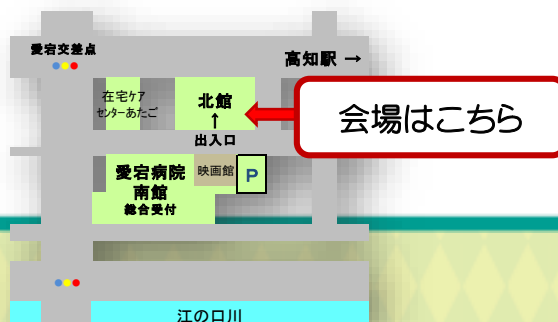 愛宕交差点
高知駅 →
在宅ケア
センターあたご
北館
↑
出入口
会場はこちら
愛宕病院
南館
総合受付
映画館
P
江の口川